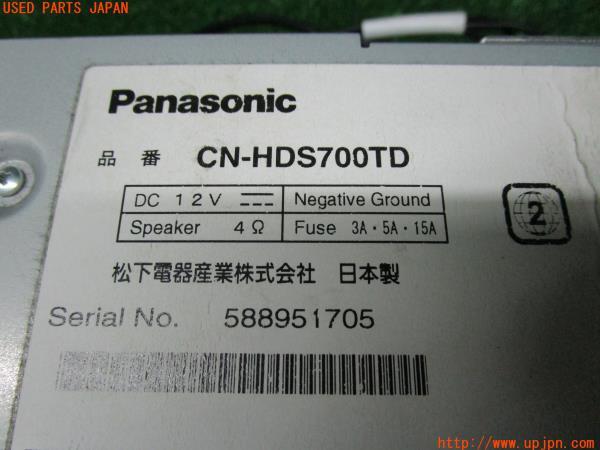 USED PARTS JAPAN
Panasonic
品 番 CN-HDS700TD
DC 12V ⎓ Negative Ground
Speaker 4Ω Fuse 3A・5A・15A
2
松下電器産業株式会社 日本製
Serial No. 588951705
http://www.upjpn.com/